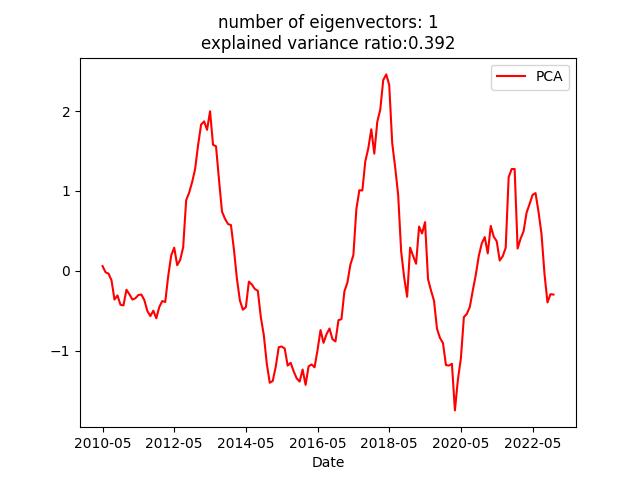 number of eigenvectors: 1
explained variance ratio:0.392
PCA
2
1
0
−1
2010-05 2012-05 2014-05 2016-05 2018-05 2020-05 2022-05
Date